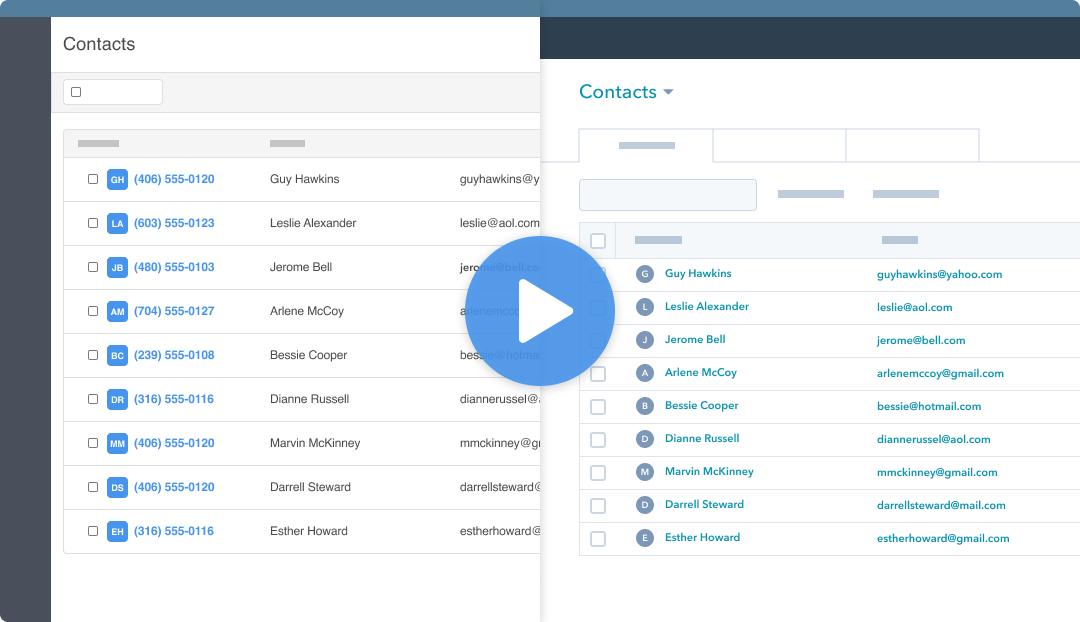 Contacts
GH (406) 555-0120 Guy Hawkins guyhawkins@y
LA (603) 555-0123 Leslie Alexander leslie@aol.com
JB (480) 555-0103 Jerome Bell jerome@bell.co
AM (704) 555-0127 Arlene McCoy arlenemcco
BC (239) 555-0108 Bessie Cooper bessie@hotma
DR (316) 555-0116 Dianne Russell diannerussel@
MM (406) 555-0120 Marvin McKinney mmckinney@g
DS (406) 555-0120 Darrell Steward darrellsteward@
EH (316) 555-0116 Esther Howard estherhoward@
Contacts
G Guy Hawkins guyhawkins@yahoo.com
L Leslie Alexander leslie@aol.com
J Jerome Bell jerome@bell.com
A Arlene McCoy arlenemccoy@gmail.com
B Bessie Cooper bessie@hotmail.com
D Dianne Russell diannerussel@aol.com
M Marvin McKinney mmckinney@gmail.com
D Darrell Steward darrellsteward@mail.com
E Esther Howard estherhoward@gmail.com